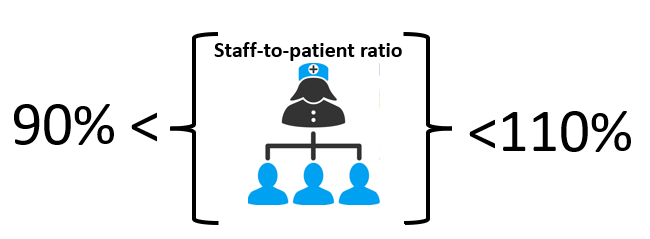 Staff-to-patient ratio
90% < <110%